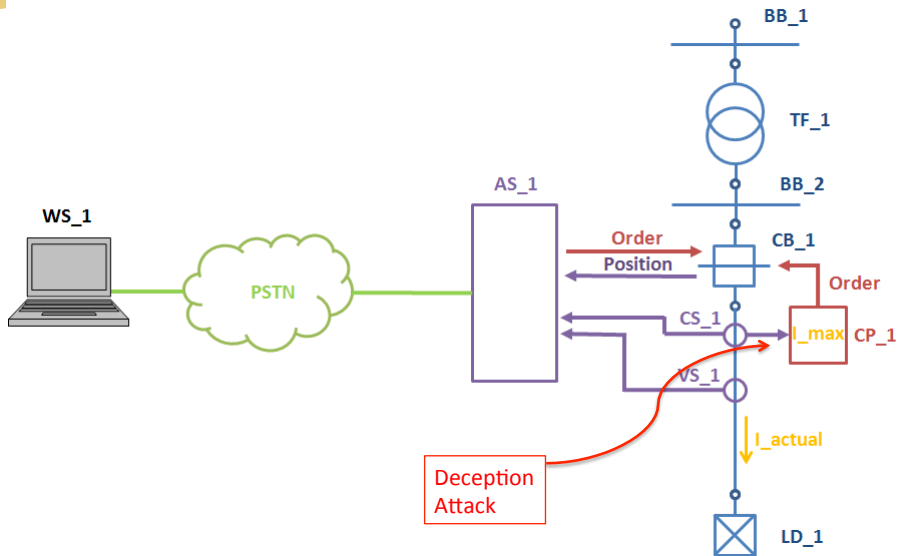 BB_1
TF_1
AS_1
BB_2
WS_1
Order
CB_1
Position
Order
PSTN
CS_1
I_max
CP_1
VS_1
I_actual
Deception
Attack
LD_1